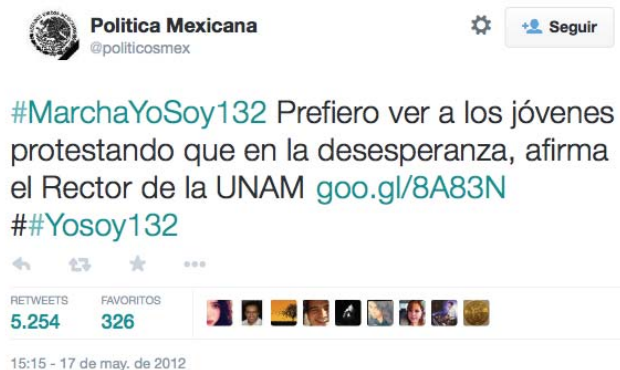 Politica Mexicana
@politicosmex
Seguir
#MarchaYoSoy132 Prefiero ver a los jóvenes
protestando que en la desesperanza, afirma
el Rector de la UNAM goo.gl/8A83N
##Yosoy132
RETWEETS FAVORITOS
5.254 326
15:15 - 17 de may. de 2012